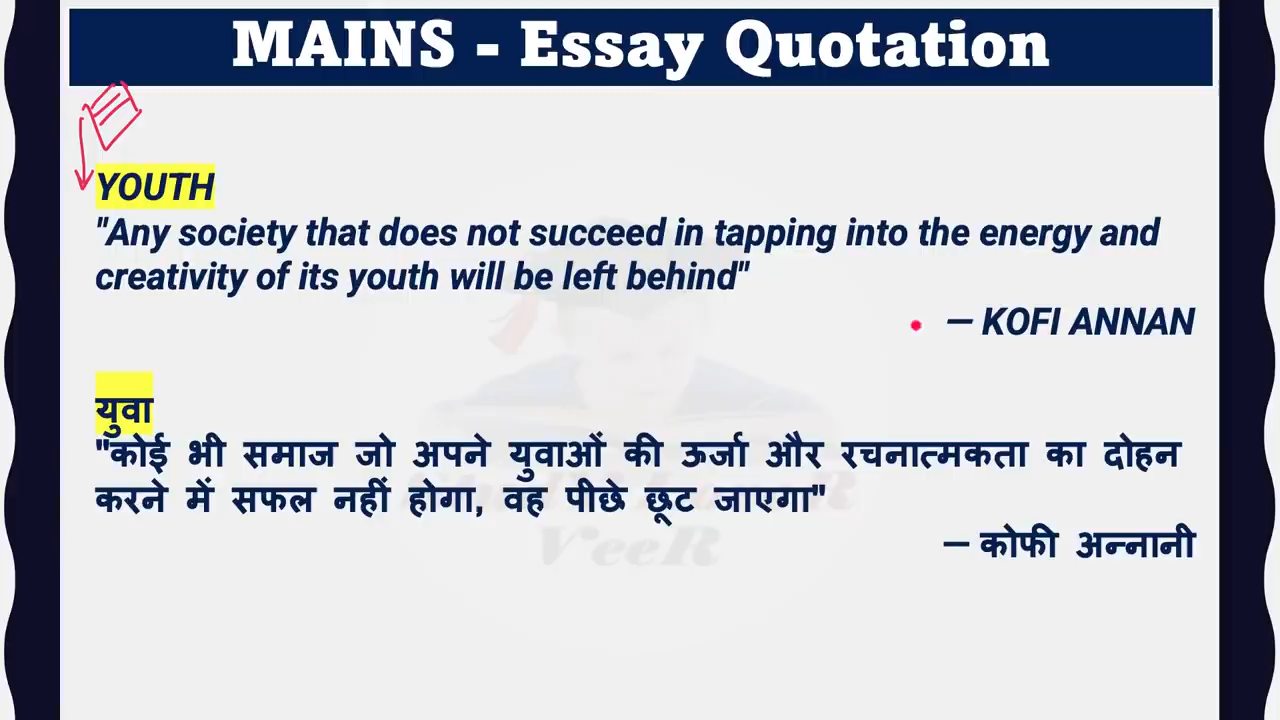 MAINS - Essay Quotation
YOUTH
"Any society that does not succeed in tapping into the energy and
creativity of its youth will be left behind"
— KOFI ANNAN
युवा
"कोई भी समाज जो अपने युवाओं की ऊर्जा और रचनात्मकता का दोहन
करने में सफल नहीं होगा, वह पीछे छूट जाएगा"
— कोफी अन्नानी
VeeR